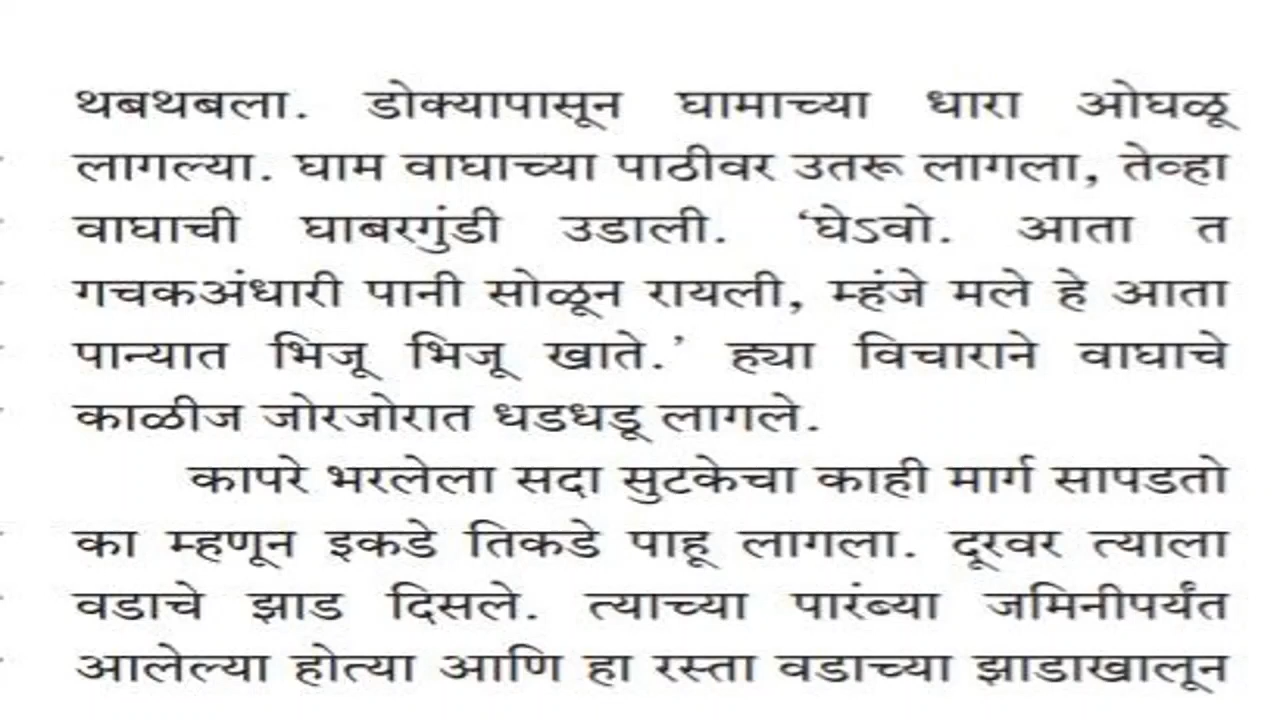 थबथबला. डोक्यापासून घामाच्या धारा ओघळू
लागल्या. घाम वाघाच्या पाठीवर उतरू लागला, तेव्हा
वाघाची घाबरगुंडी उडाली. ‘घेऽवो. आता त
गचकअंधारी पानी सोळून रायली, म्हंजे मले हे आता
पान्यात भिजू भिजू खाते.’ ह्या विचाराने वाघाचे
काळीज जोरजोरात धडधडू लागले.
कापरे भरलेला सदा सुटकेचा काही मार्ग सापडतो
का म्हणून इकडे तिकडे पाहू लागला. दूरवर त्याला
वडाचे झाड दिसले. त्याच्या पारंब्या जमिनीपर्यंत
आलेल्या होत्या आणि हा रस्ता वडाच्या झाडाखालून